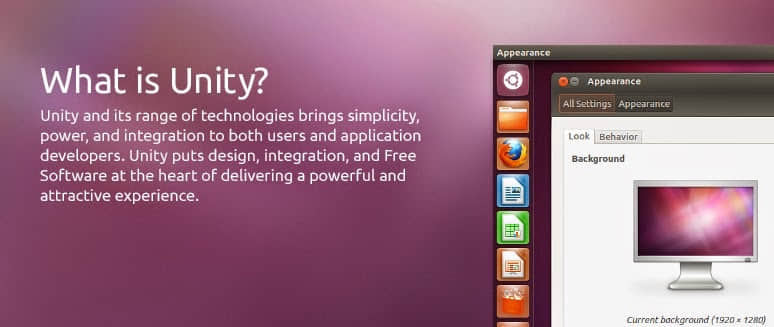 What is Unity?
Unity and its range of technologies brings simplicity,
power, and integration to both users and application
developers. Unity puts design, integration, and Free
Software at the heart of delivering a powerful and
attractive experience.
Appearance
Appearance
All Settings Appearance
Look Behavior
Background
Current background (1920 × 1280)